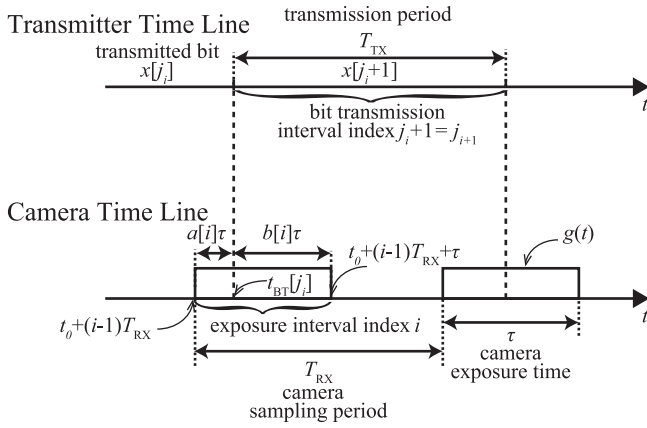 transmission period
Transmitter Time Line
transmitted bit
T_TX
x[j_i]
x[j_i+1]
t
bit transmission
interval index j_i+1 = j_{i+1}
Camera Time Line
a[i]τ
b[i]τ
t_0+(i-1)T_RX+τ
g(t)
t_BT[j_i]
t
t_0+(i-1)T_RX
exposure interval index i
τ
T_RX
camera
exposure time
camera
sampling period